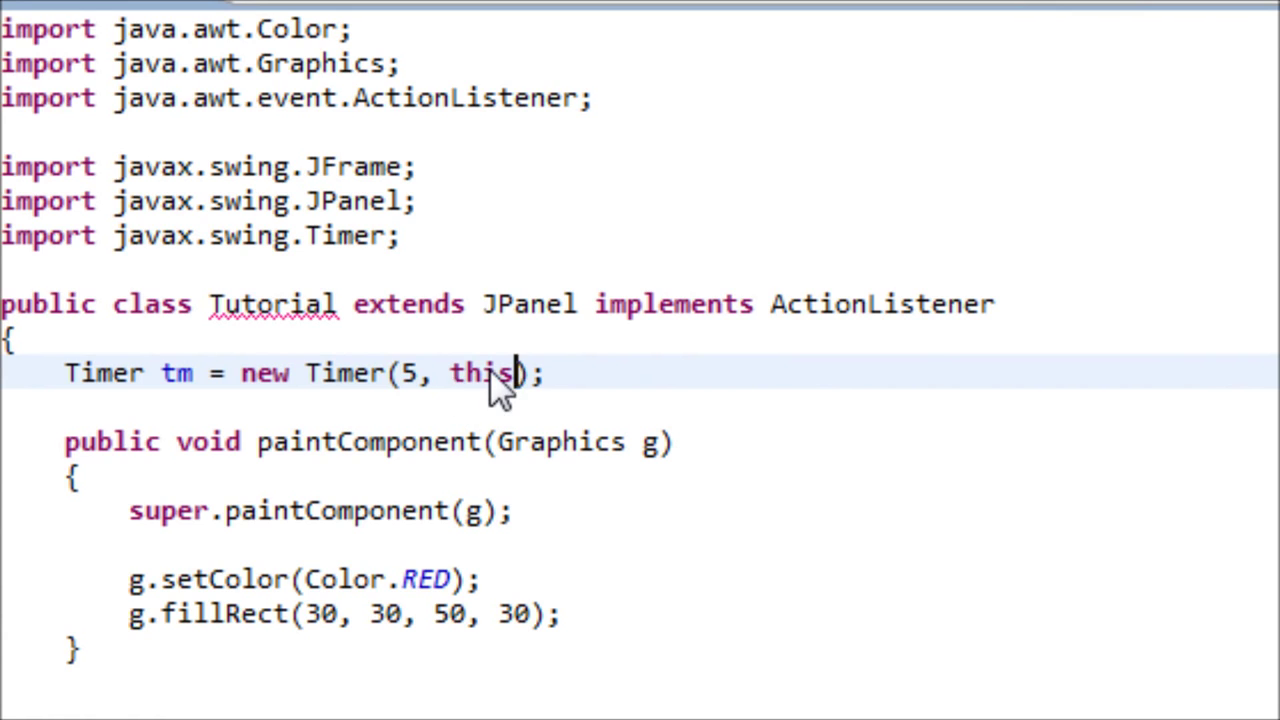 import java.awt.Color;
import java.awt.Graphics;
import java.awt.event.ActionListener;
import javax.swing.JFrame;
import javax.swing.JPanel;
import javax.swing.Timer;
public class Tutorial extends JPanel implements ActionListener
{
Timer tm = new Timer(5, this);
public void paintComponent(Graphics g)
{
super.paintComponent(g);
g.setColor(Color.RED);
g.fillRect(30, 30, 50, 30);
}